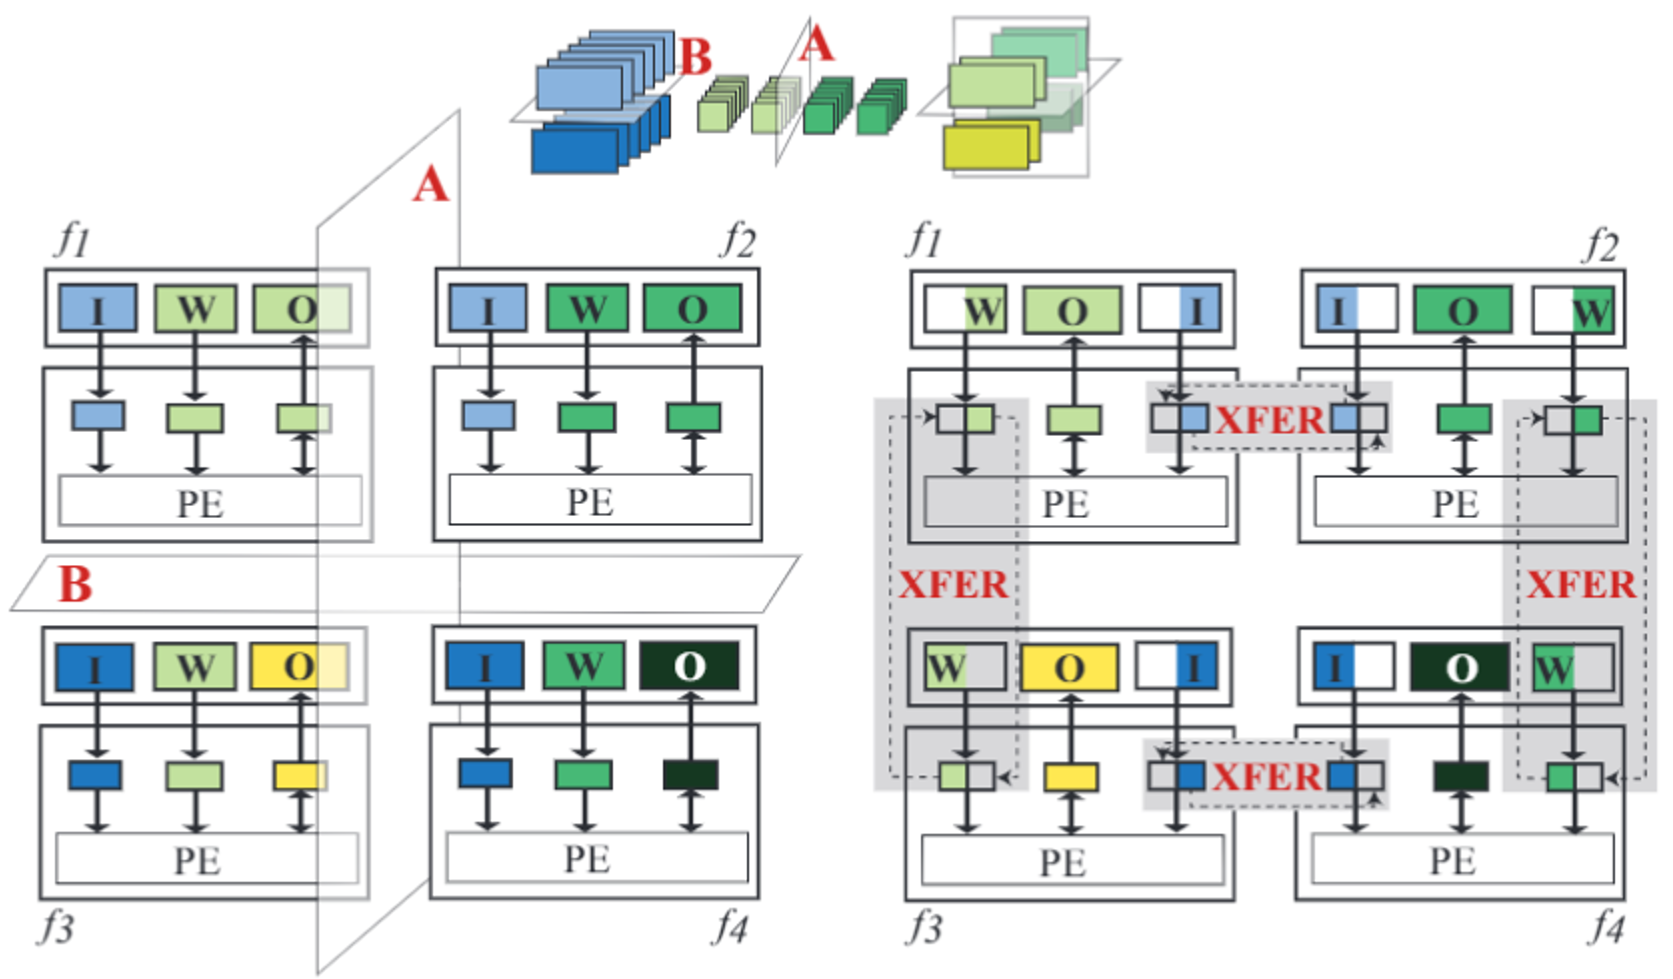 B A
A
f1 f2
I W O I W O
PE PE
B
I W O I W O
PE PE
f3 f4
f1 f2
W O I I O W
XFER
PE PE
XFER XFER
W O I I O W
XFER
PE PE
f3 f4